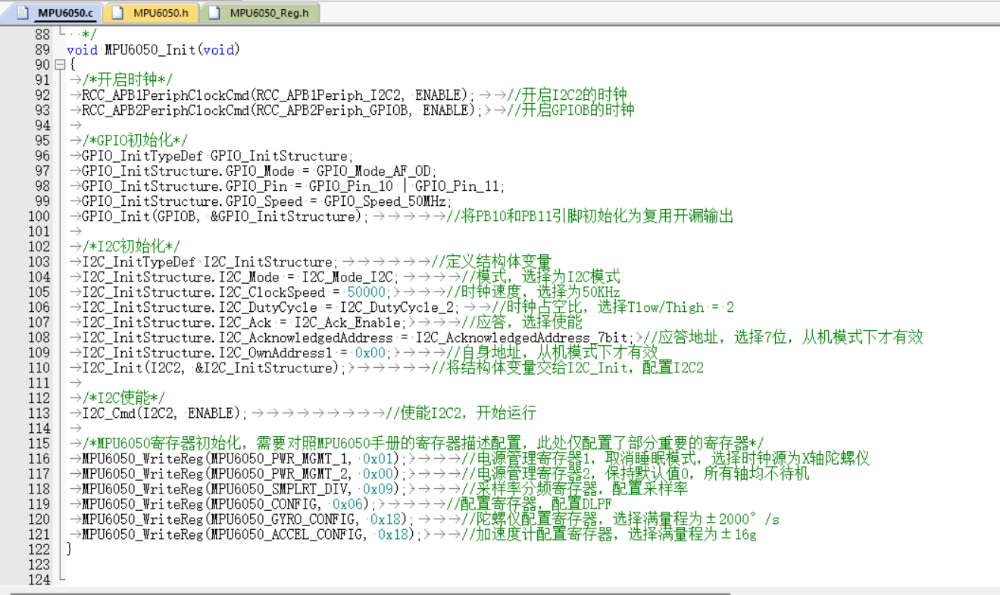 MPU6050.c MPU6050.h MPU6050_Reg.h
88 */
89 void MPU6050_Init(void)
90 {
91 /*开启时钟*/
92 RCC_APB1PeriphClockCmd(RCC_APB1Periph_I2C2, ENABLE); //开启I2C2的时钟
93 RCC_APB2PeriphClockCmd(RCC_APB2Periph_GPIOB, ENABLE); //开启GPIOB的时钟
94
95 /*GPIO初始化*/
96 GPIO_InitTypeDef GPIO_InitStructure;
97 GPIO_InitStructure.GPIO_Mode = GPIO_Mode_AF_OD;
98 GPIO_InitStructure.GPIO_Pin = GPIO_Pin_10 | GPIO_Pin_11;
99 GPIO_InitStructure.GPIO_Speed = GPIO_Speed_50MHz;
100 GPIO_Init(GPIOB, &GPIO_InitStructure); //将PB10和PB11引脚初始化为复用开漏输出
101
102 /*I2C初始化*/
103 I2C_InitTypeDef I2C_InitStructure; //定义结构体变量
104 I2C_InitStructure.I2C_Mode = I2C_Mode_I2C; //模式，选择为I2C模式
105 I2C_InitStructure.I2C_ClockSpeed = 50000; //时钟速度，选择为50KHz
106 I2C_InitStructure.I2C_DutyCycle = I2C_DutyCycle_2; //时钟占空比，选择Tlow/Thigh = 2
107 I2C_InitStructure.I2C_Ack = I2C_Ack_Enable; //应答，选择使能
108 I2C_InitStructure.I2C_AcknowledgedAddress = I2C_AcknowledgedAddress_7bit; //应答地址，选择7位，从机模式下才有效
109 I2C_InitStructure.I2C_OwnAddress1 = 0x00; //自身地址，从机模式下才有效
110 I2C_Init(I2C2, &I2C_InitStructure); //将结构体变量交给I2C_Init，配置I2C2
111
112 /*I2C使能*/
113 I2C_Cmd(I2C2, ENABLE); //使能I2C2，开始运行
114
115 /*MPU6050寄存器初始化，需要对照MPU6050手册的寄存器描述配置，此处仅配置了部分重要的寄存器*/
116 MPU6050_WriteReg(MPU6050_PWR_MGMT_1, 0x01); //电源管理寄存器1，取消睡眠模式，选择时钟源为X轴陀螺仪
117 MPU6050_WriteReg(MPU6050_PWR_MGMT_2, 0x00); //电源管理寄存器2，保持默认值0，所有轴均不待机
118 MPU6050_WriteReg(MPU6050_SMPLRT_DIV, 0x09); //采样率分频寄存器，配置采样率
119 MPU6050_WriteReg(MPU6050_CONFIG, 0x06); //配置寄存器，配置DLPF
120 MPU6050_WriteReg(MPU6050_GYRO_CONFIG, 0x18); //陀螺仪配置寄存器，选择满量程为±2000°/s
121 MPU6050_WriteReg(MPU6050_ACCEL_CONFIG, 0x18); //加速度计配置寄存器，选择满量程为±16g
122 }
123
124